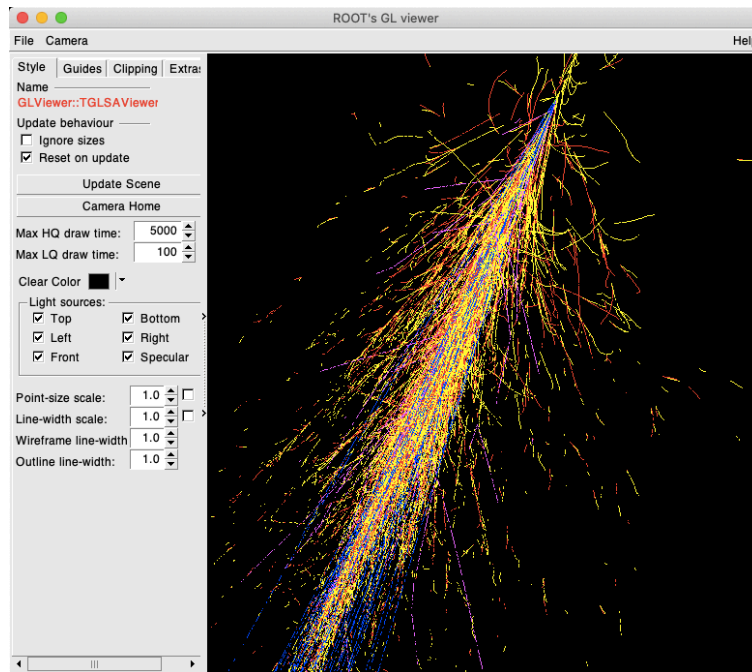 ROOT's GL viewer
File Camera Help
Style Guides Clipping Extras
Name
GLViewer::TGLSAViewer
Update behaviour
Ignore sizes
Reset on update
Update Scene
Camera Home
Max HQ draw time: 5000
Max LQ draw time: 100
Clear Color
Light sources:
Top Bottom
Left Right
Front Specular
Point-size scale: 1.0
Line-width scale: 1.0
Wireframe line-width 1.0
Outline line-width: 1.0